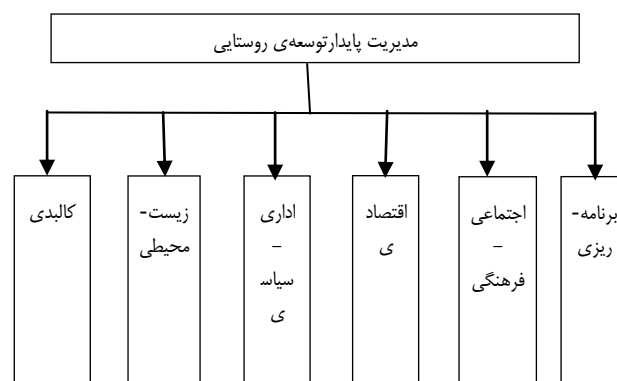 مدیریت پایدارتوسعه‌ی روستایی
برنامه-
ریزی
اجتماعی
–
فرهنگی
اقتصاد
ی
اداری
–
سیاس
ی
زیست-
محیطی
کالبدی